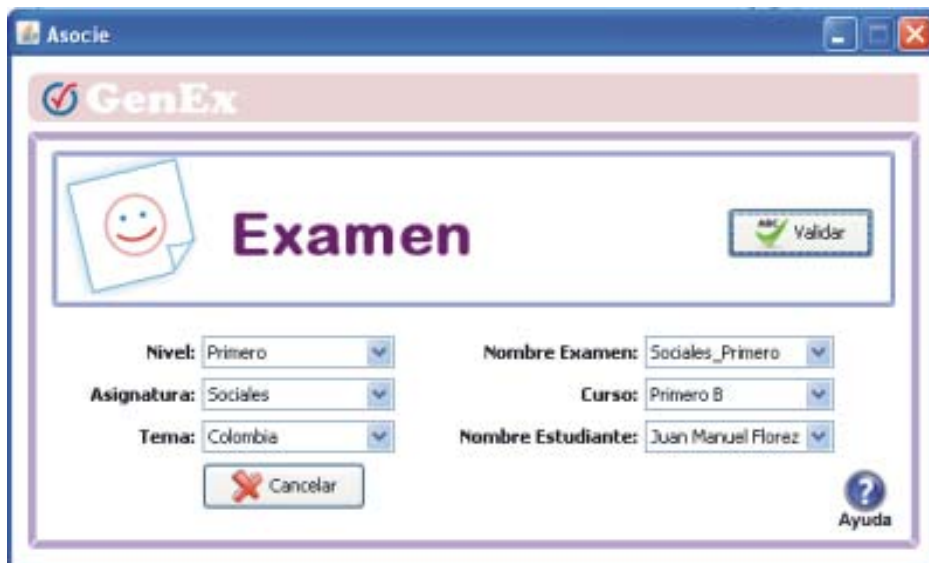 Asocie
GenEx
Examen
ABC Validar
Nivel: Primero
Nombre Examen: Sociales_Primero
Asignatura: Sociales
Curso: Primero B
Tema: Colombia
Nombre Estudiante: Juan Manuel Florez
Cancelar
Ayuda